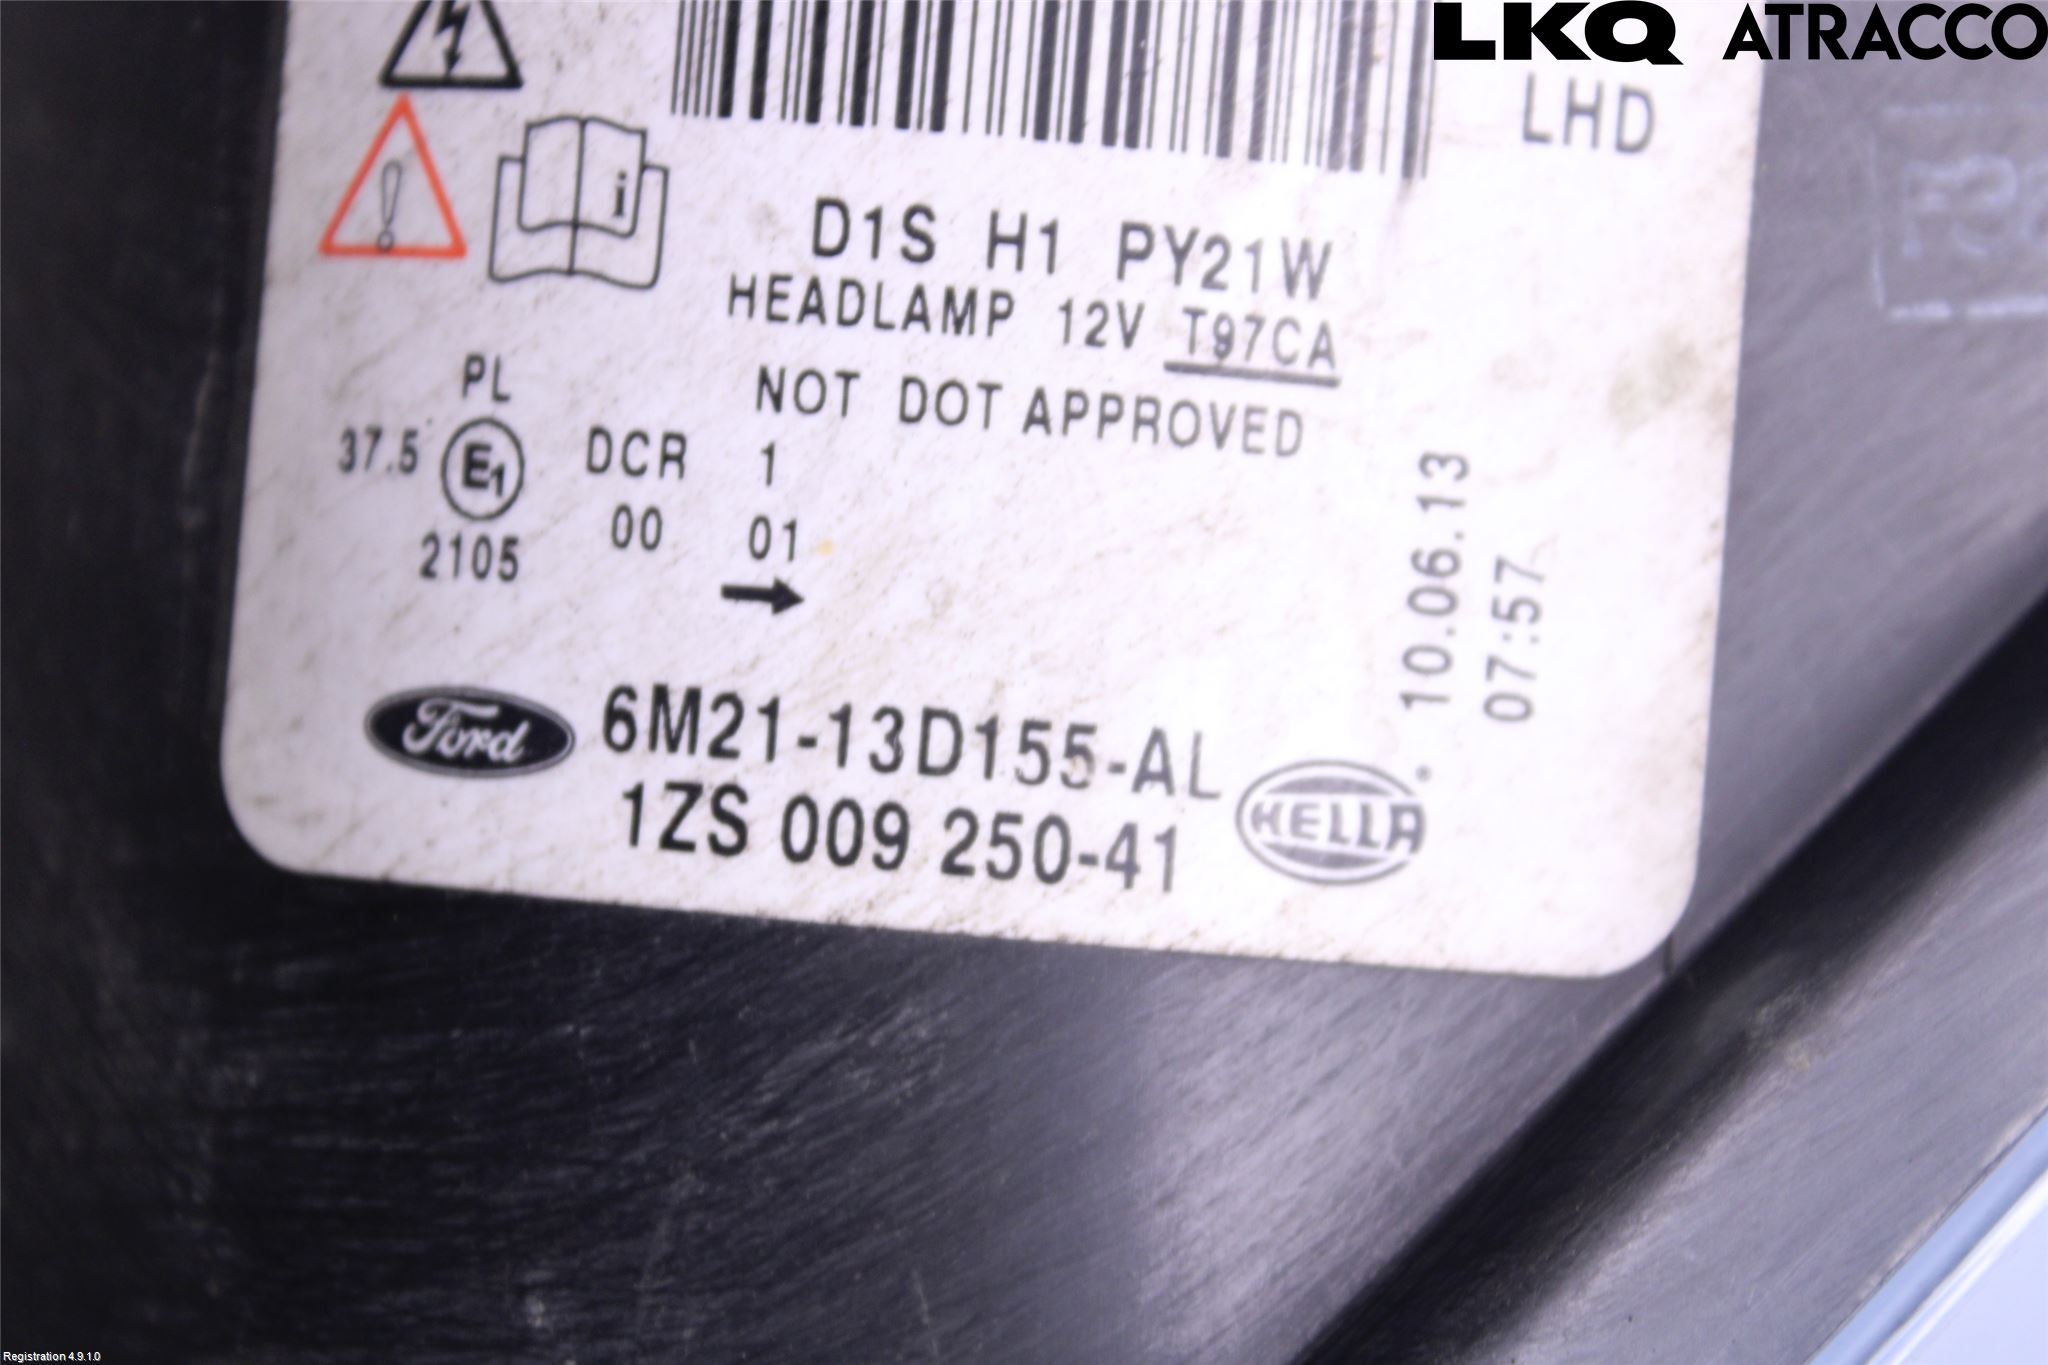 LKQ ATRACCO
LHD
i
D1S H1 PY21W
HEADLAMP 12V T97CA
NOT DOT APPROVED
PL
37.5 E1 DCR 1
2105 00 01
10.06.13
07:57
Ford 6M21-13D155-AL
1ZS 009 250-41 HELLA
Registration 4.9.1.0